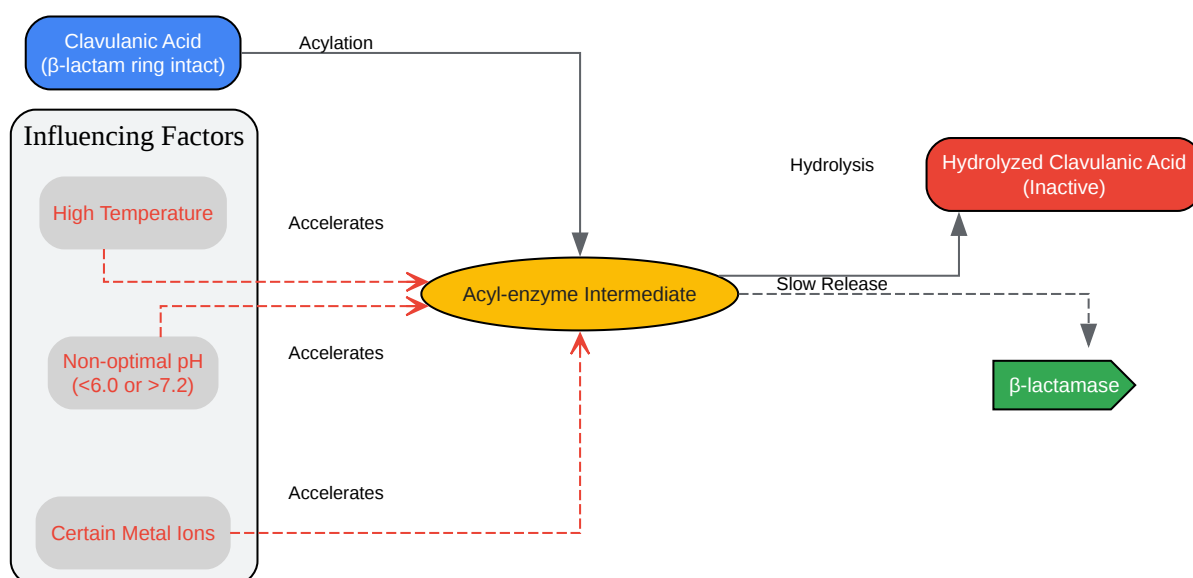 Clavulanic Acid
(β-lactam ring intact)
Acylation
Influencing Factors
High Temperature
Accelerates
Non-optimal pH
(<6.0 or >7.2)
Accelerates
Certain Metal Ions
Accelerates
Acyl-enzyme Intermediate
Hydrolysis
Hydrolyzed Clavulanic Acid
(Inactive)
Slow Release
β-lactamase